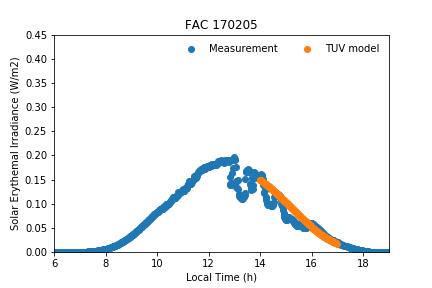 FAC 170205
Measurement
TUV model
Solar Erythemal Irradiance (W/m2)
0.45
0.40
0.35
0.30
0.25
0.20
0.15
0.10
0.05
0.00
6 8 10 12 14 16 18
Local Time (h)